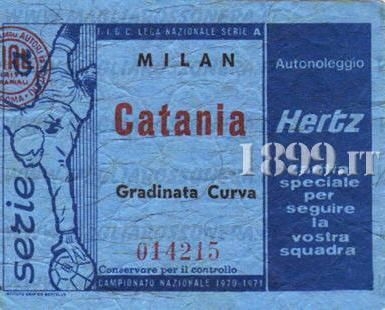 F.I.G.C. LEGA NAZIONALE SERIE A
MILAN
Catania
Gradinata Curva
014215
Conservare per il controllo
CAMPIONATO NAZIONALE 1970-1971
serie
Autonoleggio
Hertz
1899.IT
speciale
per
seguire
la
vostra
squadra